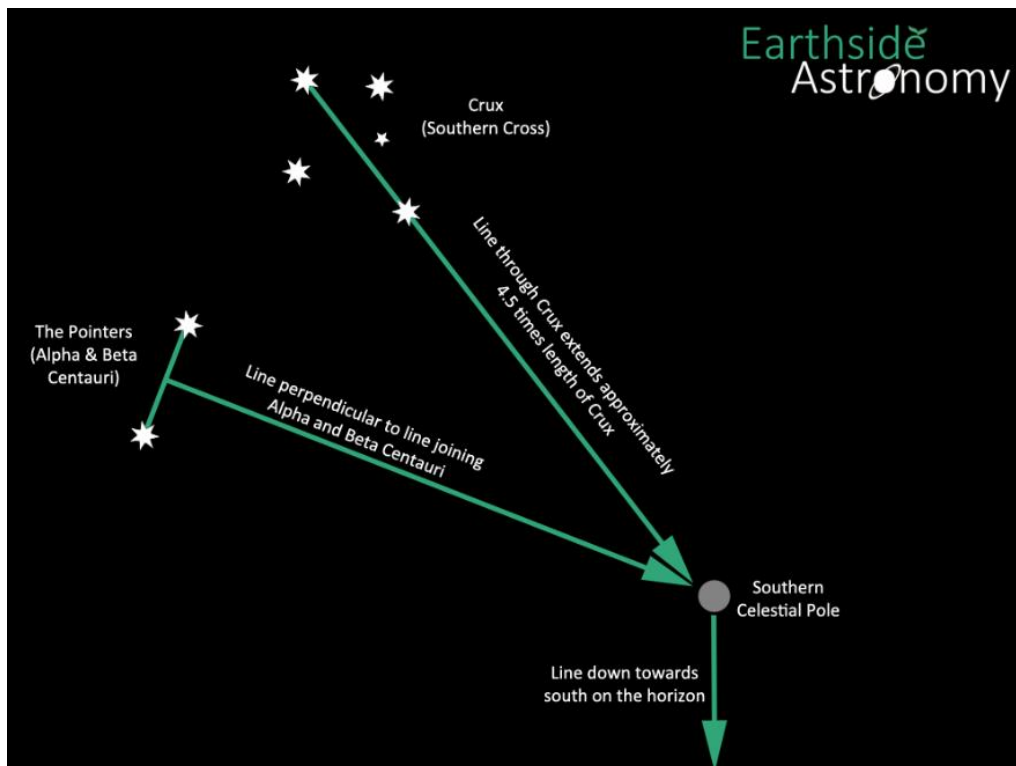 Earthside
Astronomy
Crux
(Southern Cross)
Line through Crux extends approximately
4.5 times length of Crux
The Pointers
(Alpha & Beta
Centauri)
Line perpendicular to line joining
Alpha and Beta Centauri
Southern
Celestial Pole
Line down towards
south on the horizon